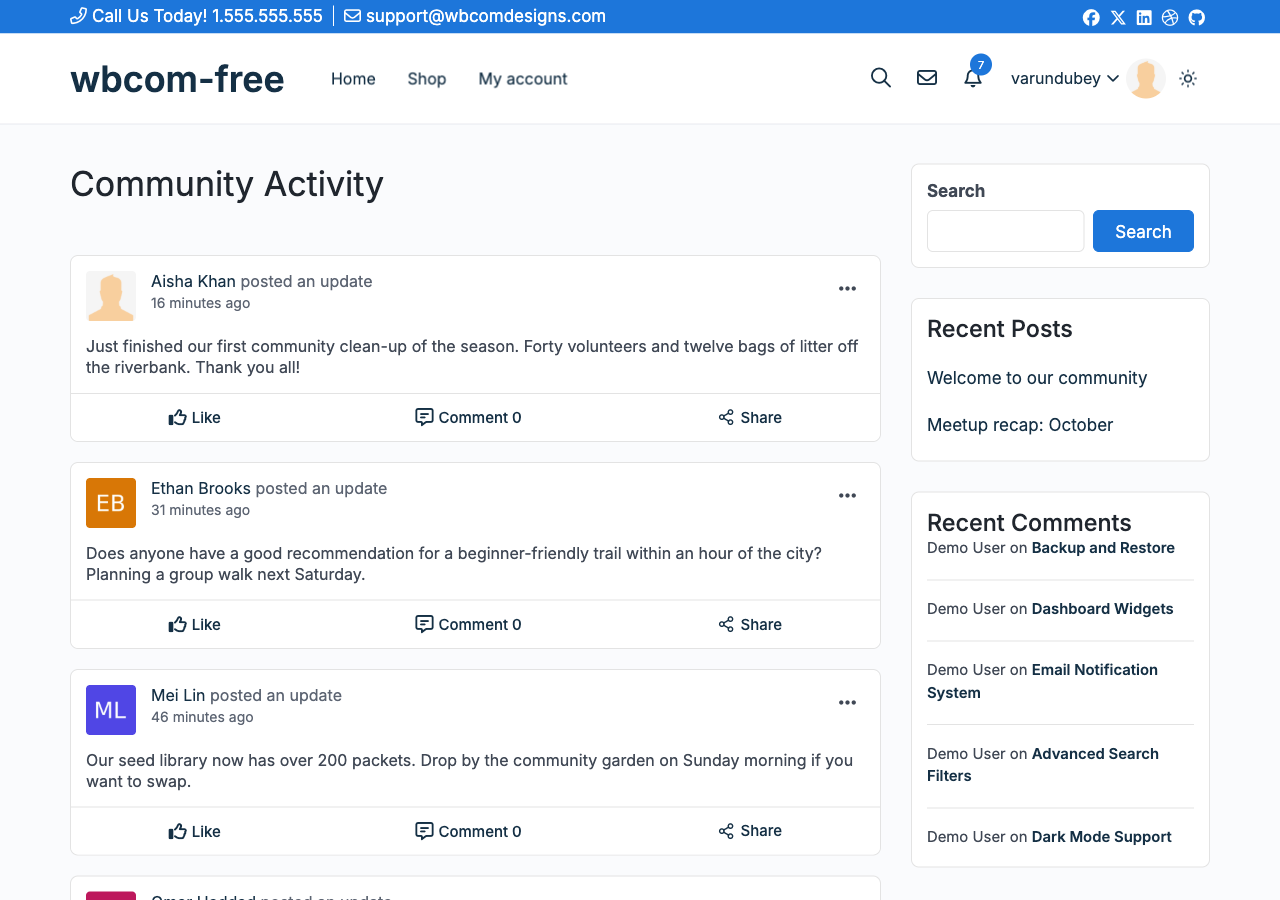 Call Us Today! 1.555.555.555 support@wbcomdesigns.com
wbcom-free Home Shop My account 7 varundubey
Community Activity
Aisha Khan posted an update
16 minutes ago
Just finished our first community clean-up of the season. Forty volunteers and twelve bags of litter off
the riverbank. Thank you all!
Like Comment 0 Share
EB
Ethan Brooks posted an update
31 minutes ago
Does anyone have a good recommendation for a beginner-friendly trail within an hour of the city?
Planning a group walk next Saturday.
Like Comment 0 Share
ML
Mei Lin posted an update
46 minutes ago
Our seed library now has over 200 packets. Drop by the community garden on Sunday morning if you
want to swap.
Like Comment 0 Share
Omar Haddad posted an update
Search
Search
Recent Posts
Welcome to our community
Meetup recap: October
Recent Comments
Demo User on Backup and Restore
Demo User on Dashboard Widgets
Demo User on Email Notification
System
Demo User on Advanced Search
Filters
Demo User on Dark Mode Support